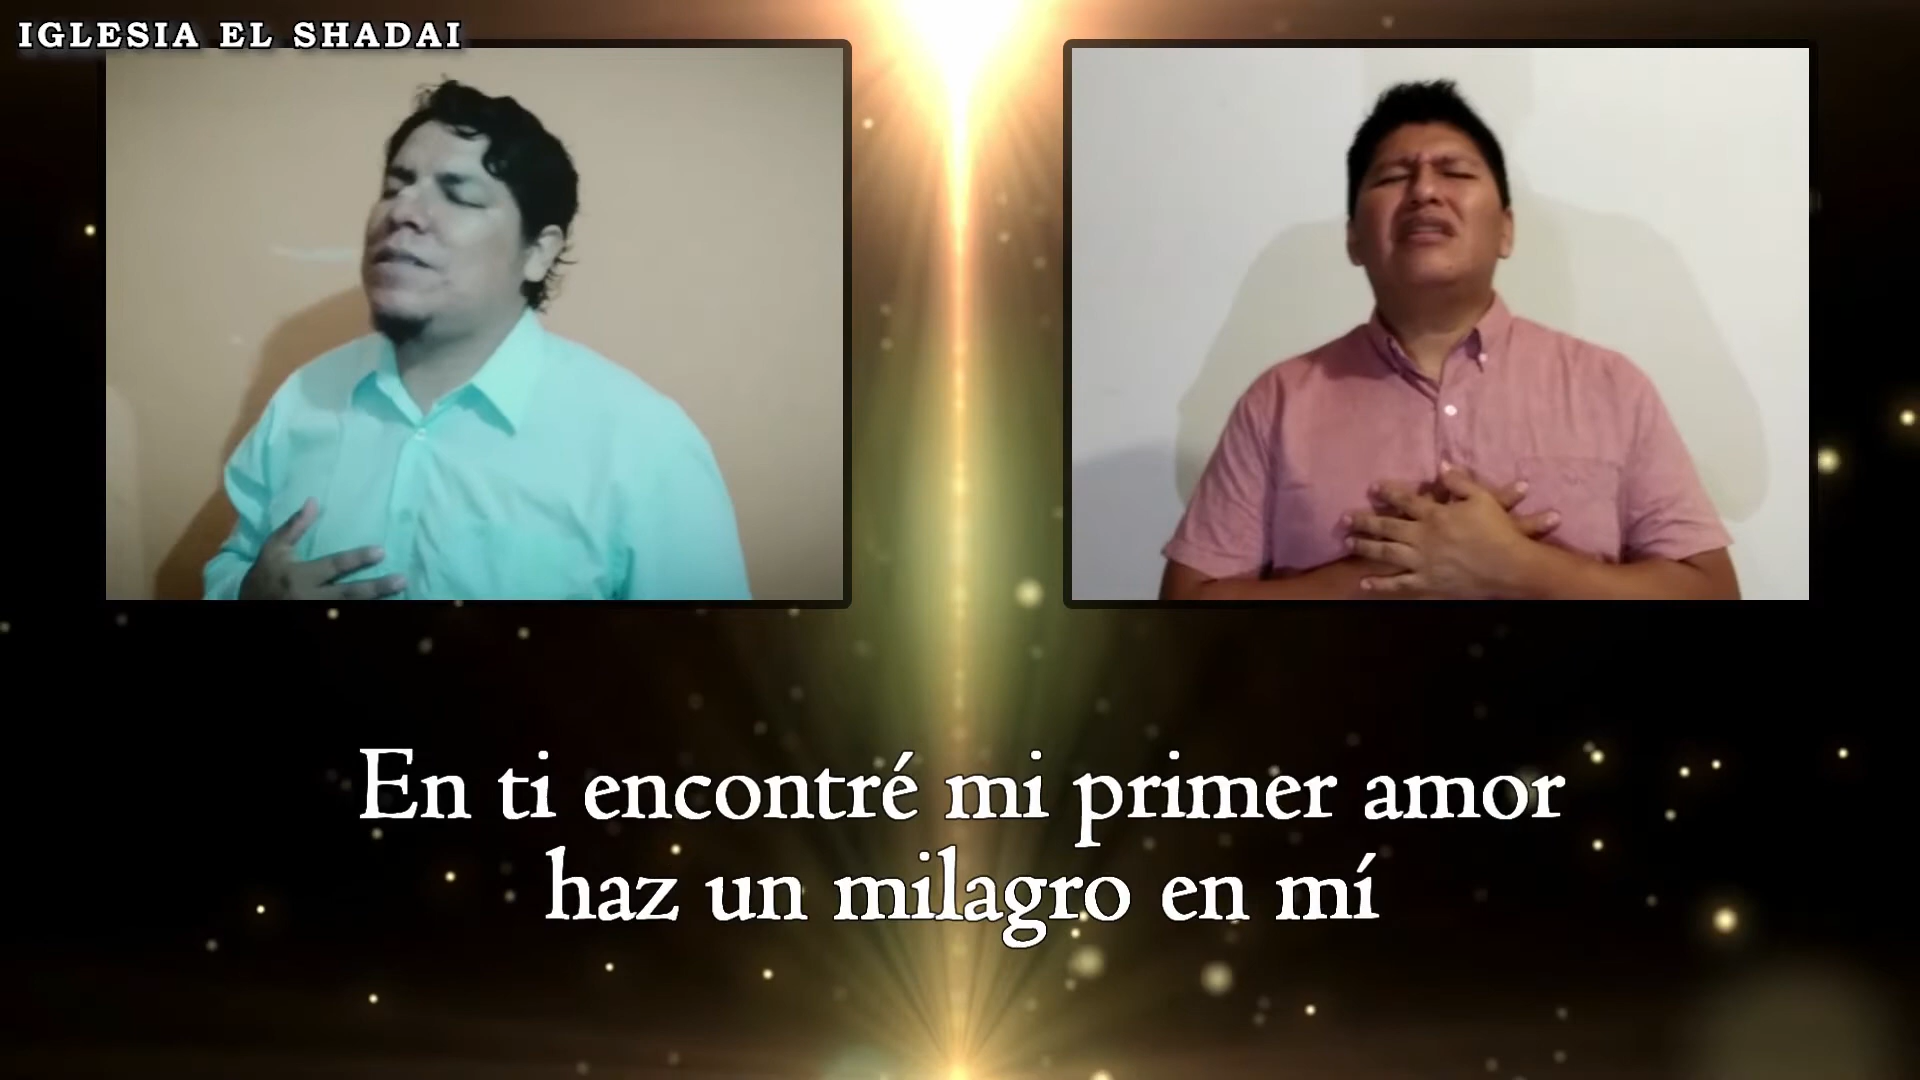 IGLESIA EL SHADAI
En ti encontré mi primer amor
haz un milagro en mí